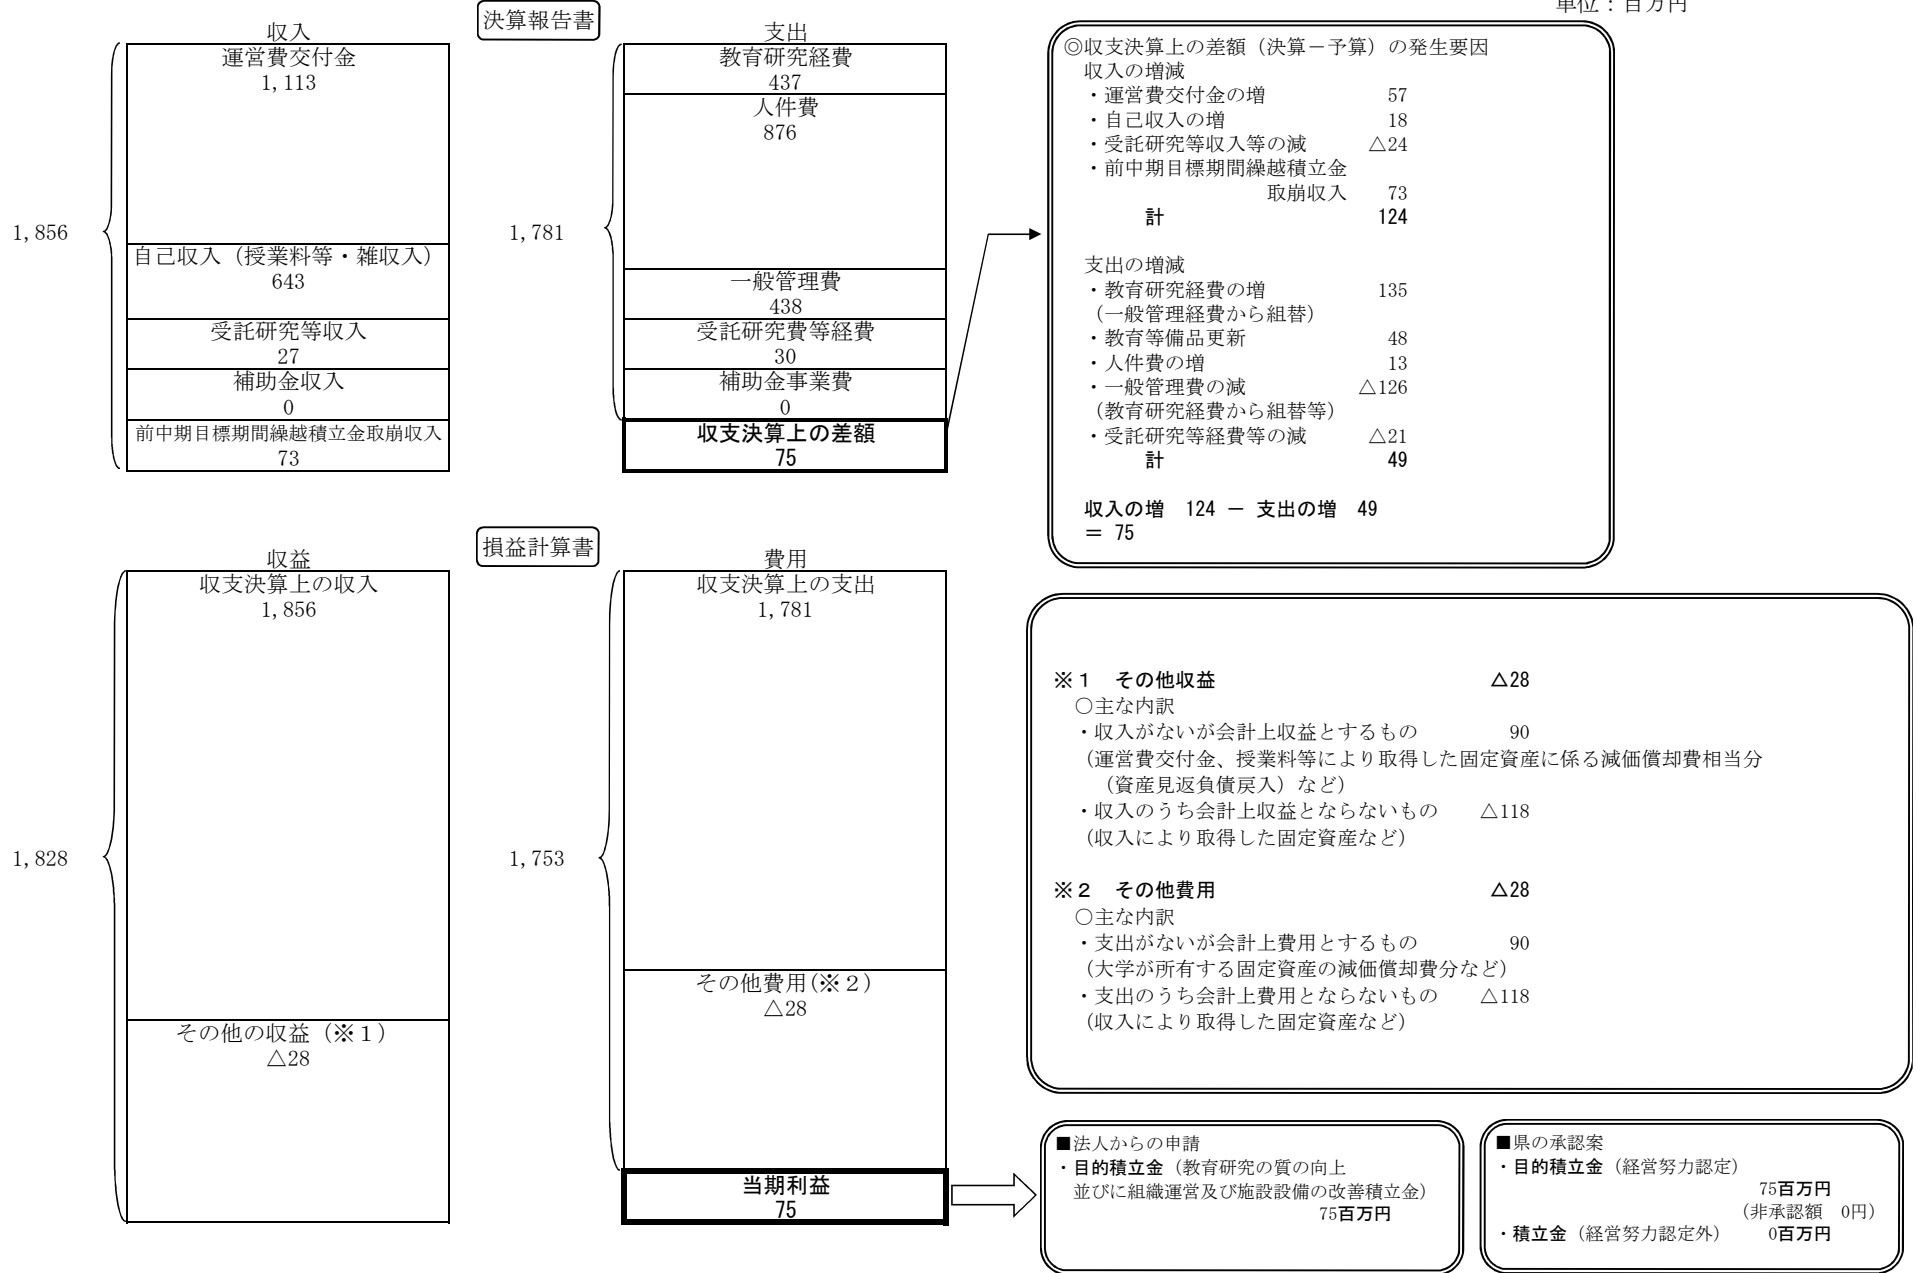 単位：百万円
決算報告書
収入
運営費交付金
1,113
1,856
自己収入（授業料等・雑収入）
643
受託研究等収入
27
補助金収入
0
前中期目標期間繰越積立金取崩収入
73
支出
教育研究経費
437
人件費
876
1,781
一般管理費
438
受託研究費等経費
30
補助金事業費
0
収支決算上の差額
75
◎収支決算上の差額（決算－予算）の発生要因
収入の増減
・運営費交付金の増 57
・自己収入の増 18
・受託研究等収入等の減 △24
・前中期目標期間繰越積立金
取崩収入 73
計 124
支出の増減
・教育研究経費の増 135
（一般管理経費から組替）
・教育等備品更新 48
・人件費の増 13
・一般管理費の減 △126
（教育研究経費から組替等）
・受託研究等経費等の減 △21
計 49
収入の増 124 － 支出の増 49
＝ 75
損益計算書
収益
収支決算上の収入
1,856
1,828
その他の収益（※１）
△28
費用
収支決算上の支出
1,781
1,753
その他費用(※２)
△28
当期利益
75
※１ その他収益 △28
○主な内訳
・収入がないが会計上収益とするもの 90
（運営費交付金、授業料等により取得した固定資産に係る減価償却費相当分
（資産見返負債戻入）など）
・収入のうち会計上収益とならないもの △118
（収入により取得した固定資産など）
※２ その他費用 △28
○主な内訳
・支出がないが会計上費用とするもの 90
（大学が所有する固定資産の減価償却費分など）
・支出のうち会計上費用とならないもの △118
（収入により取得した固定資産など）
■法人からの申請
・目的積立金（教育研究の質の向上
並びに組織運営及び施設設備の改善積立金）
75百万円
■県の承認案
・目的積立金（経営努力認定）
75百万円
（非承認額 0円）
・積立金（経営努力認定外） 0百万円